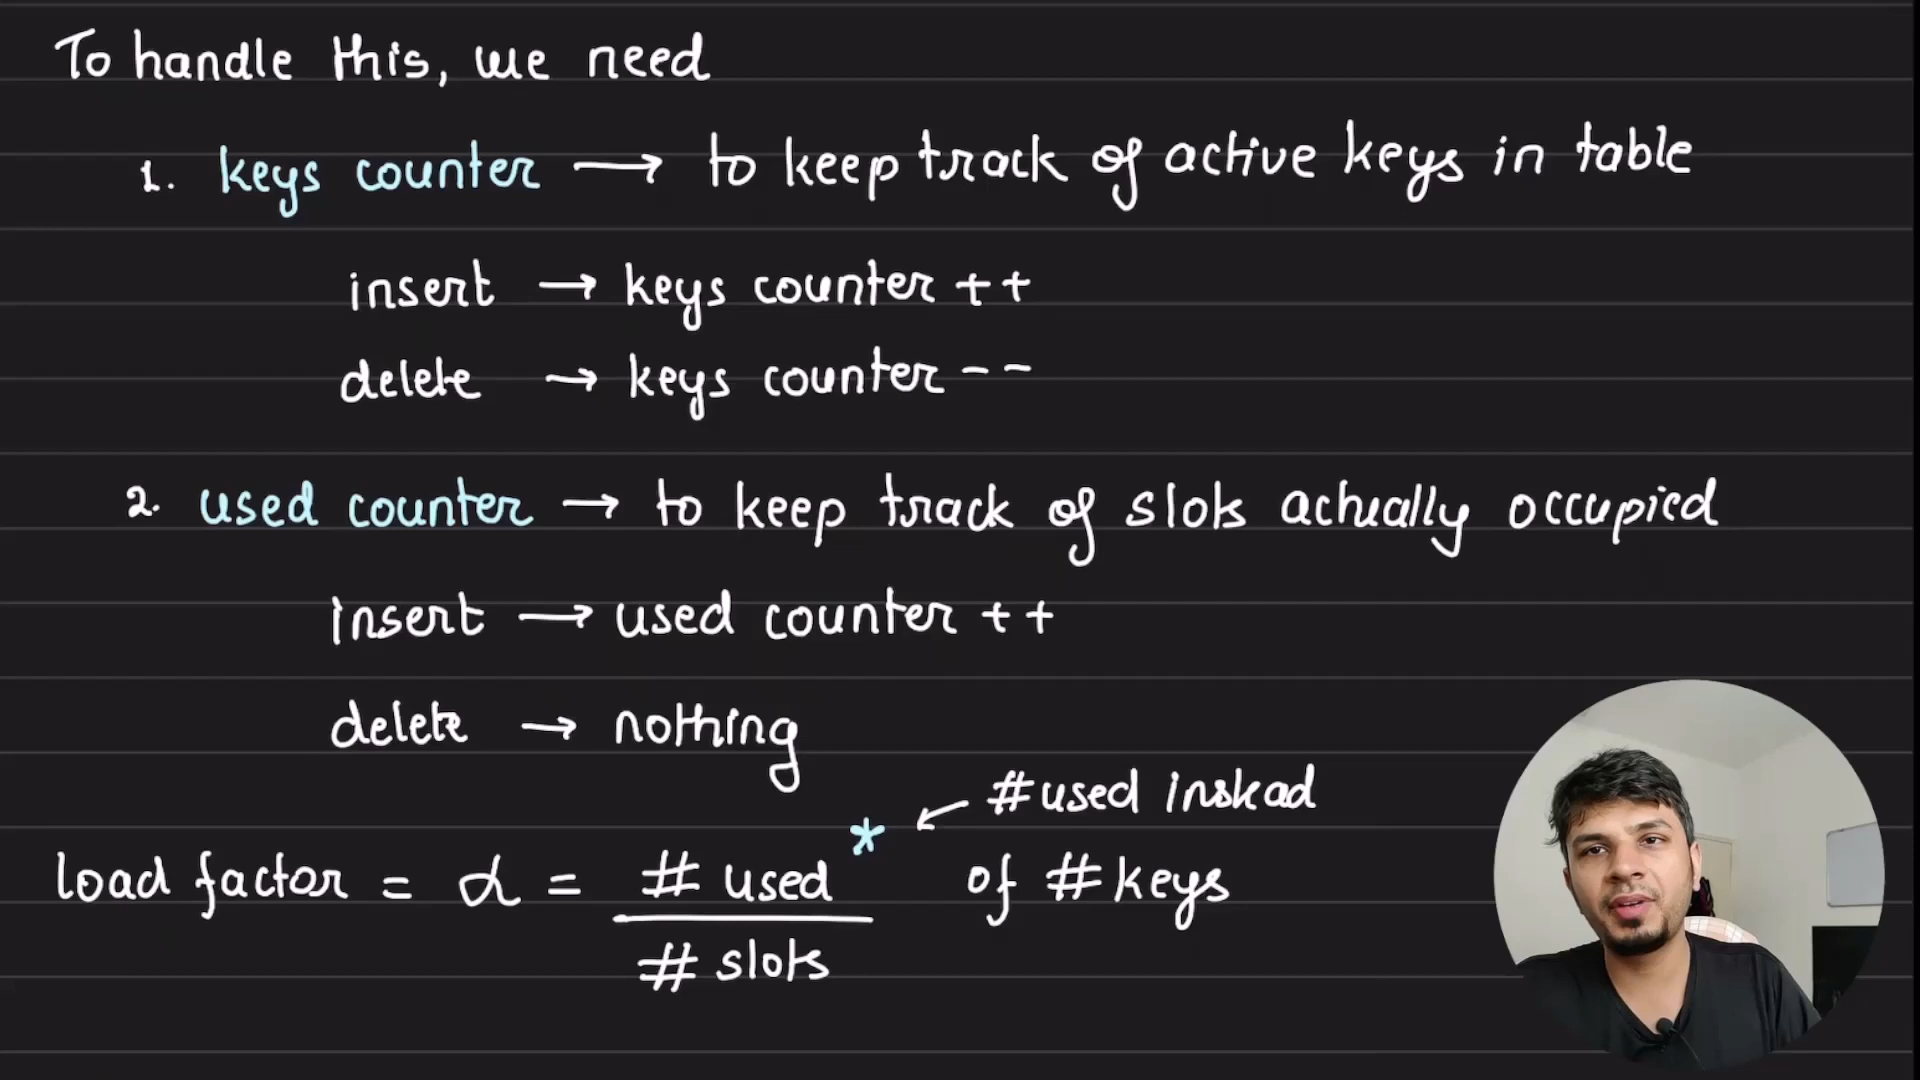 To handle this, we need
1. keys counter → to keep track of active keys in table
insert → keys counter ++
delete → keys counter --
2. used counter → to keep track of slots actually occupied
insert → used counter ++
delete → nothing
load factor = α = # used * / # slots ← #used instead of #keys